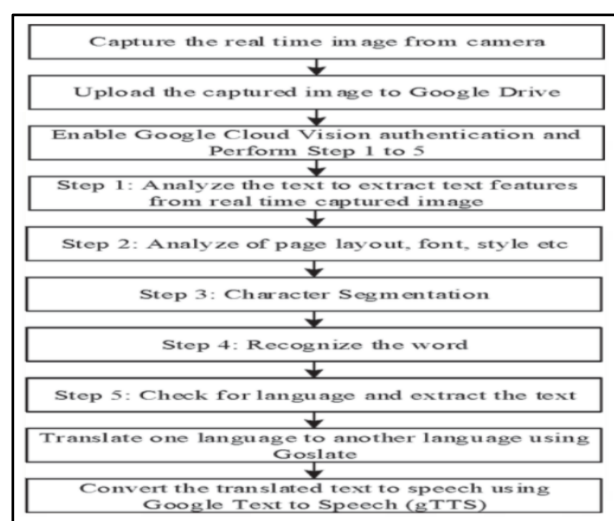 Capture the real time image from camera
Upload the captured image to Google Drive
Enable Google Cloud Vision authentication and
Perform Step 1 to 5
Step 1: Analyze the text to extract text features
from real time captured image
Step 2: Analyze of page layout, font, style etc
Step 3: Character Segmentation
Step 4: Recognize the word
Step 5: Check for language and extract the text
Translate one language to another language using
Goslate
Convert the translated text to speech using
Google Text to Speech (gTTS)